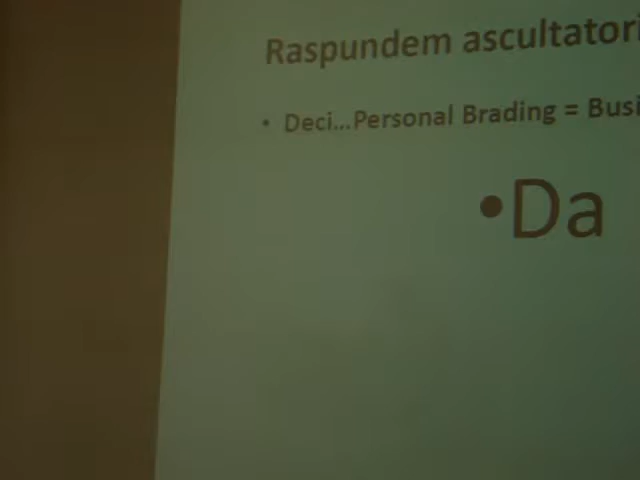 Raspundem ascultatori
• Deci...Personal Brading = Busi
•Da